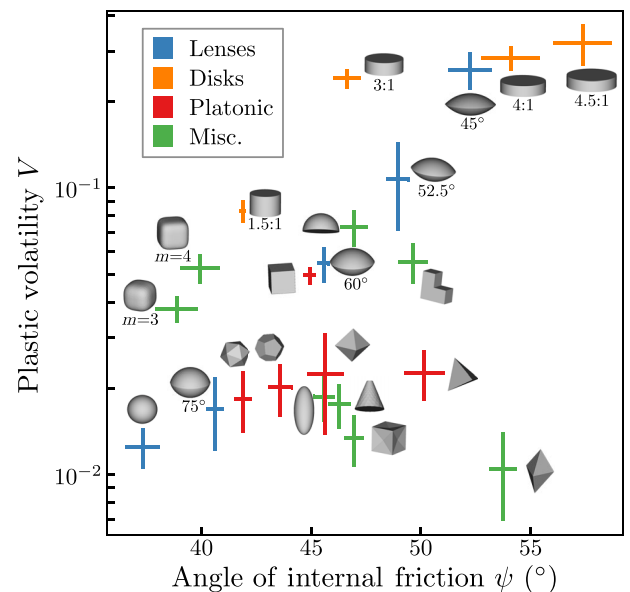 Lenses
Disks
Platonic
Misc.
3:1
4:1
4.5:1
45°
52.5°
1.5:1
m=4
60°
m=3
75°
10⁻¹
10⁻²
Plastic volatility V
40 45 50 55
Angle of internal friction ψ (°)